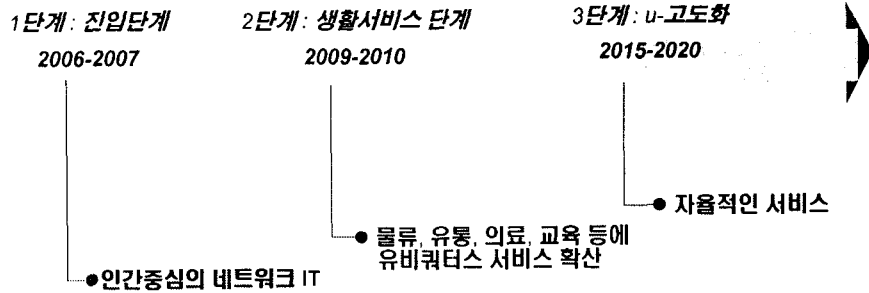 1단계 : 진입단계
2006-2007
2단계 : 생활서비스 단계
2009-2010
3단계 : u-고도화
2015-2020
자율적인 서비스
물류, 유통, 의료, 교육 등에
유비쿼터스 서비스 확산
인간중심의 네트워크 IT